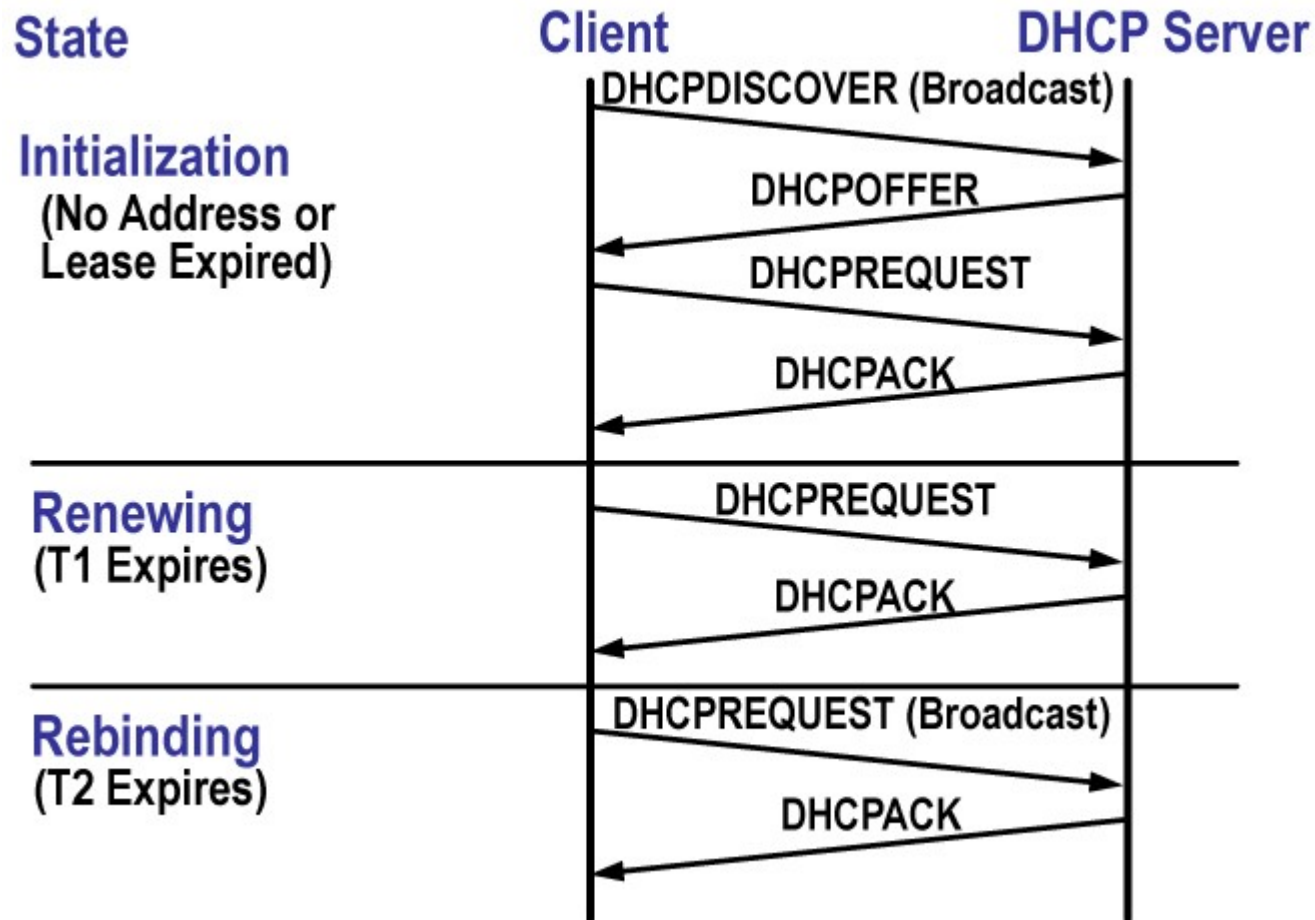 State
Client
DHCP Server
DHCPDISCOVER (Broadcast)
Initialization
(No Address or
Lease Expired)
DHCPOFFER
DHCPREQUEST
DHCPACK
Renewing
(T1 Expires)
DHCPREQUEST
DHCPACK
Rebinding
(T2 Expires)
DHCPREQUEST (Broadcast)
DHCPACK